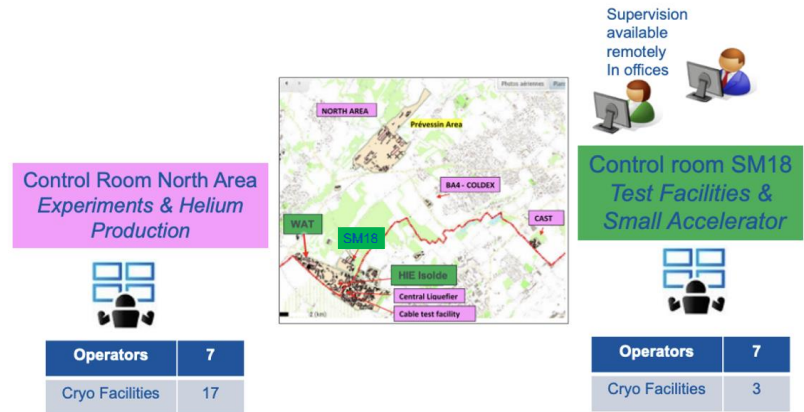 Supervision
available
remotely
In offices
Photos aériennes
NORTH AREA
Prévessin Area
Control Room North Area
Experiments & Helium
Production
Control room SM18
Test Facilities &
Small Accelerator
BA4 - COLDEX
CAST
WAT
SM18
HIE Isolde
Central Liquefier
Cable test facility
Operators 7
Cryo Facilities 17
Operators 7
Cryo Facilities 3